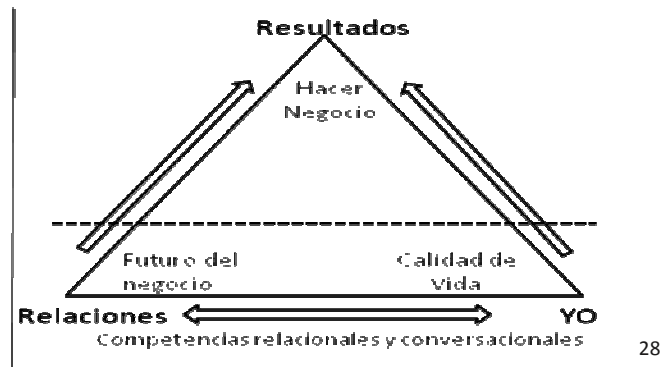 Resultados
Hacer
Negocio
Futuro del
negocio
Calidad de
Vida
Relaciones
YO
Competencias relacionales y conversacionales
28